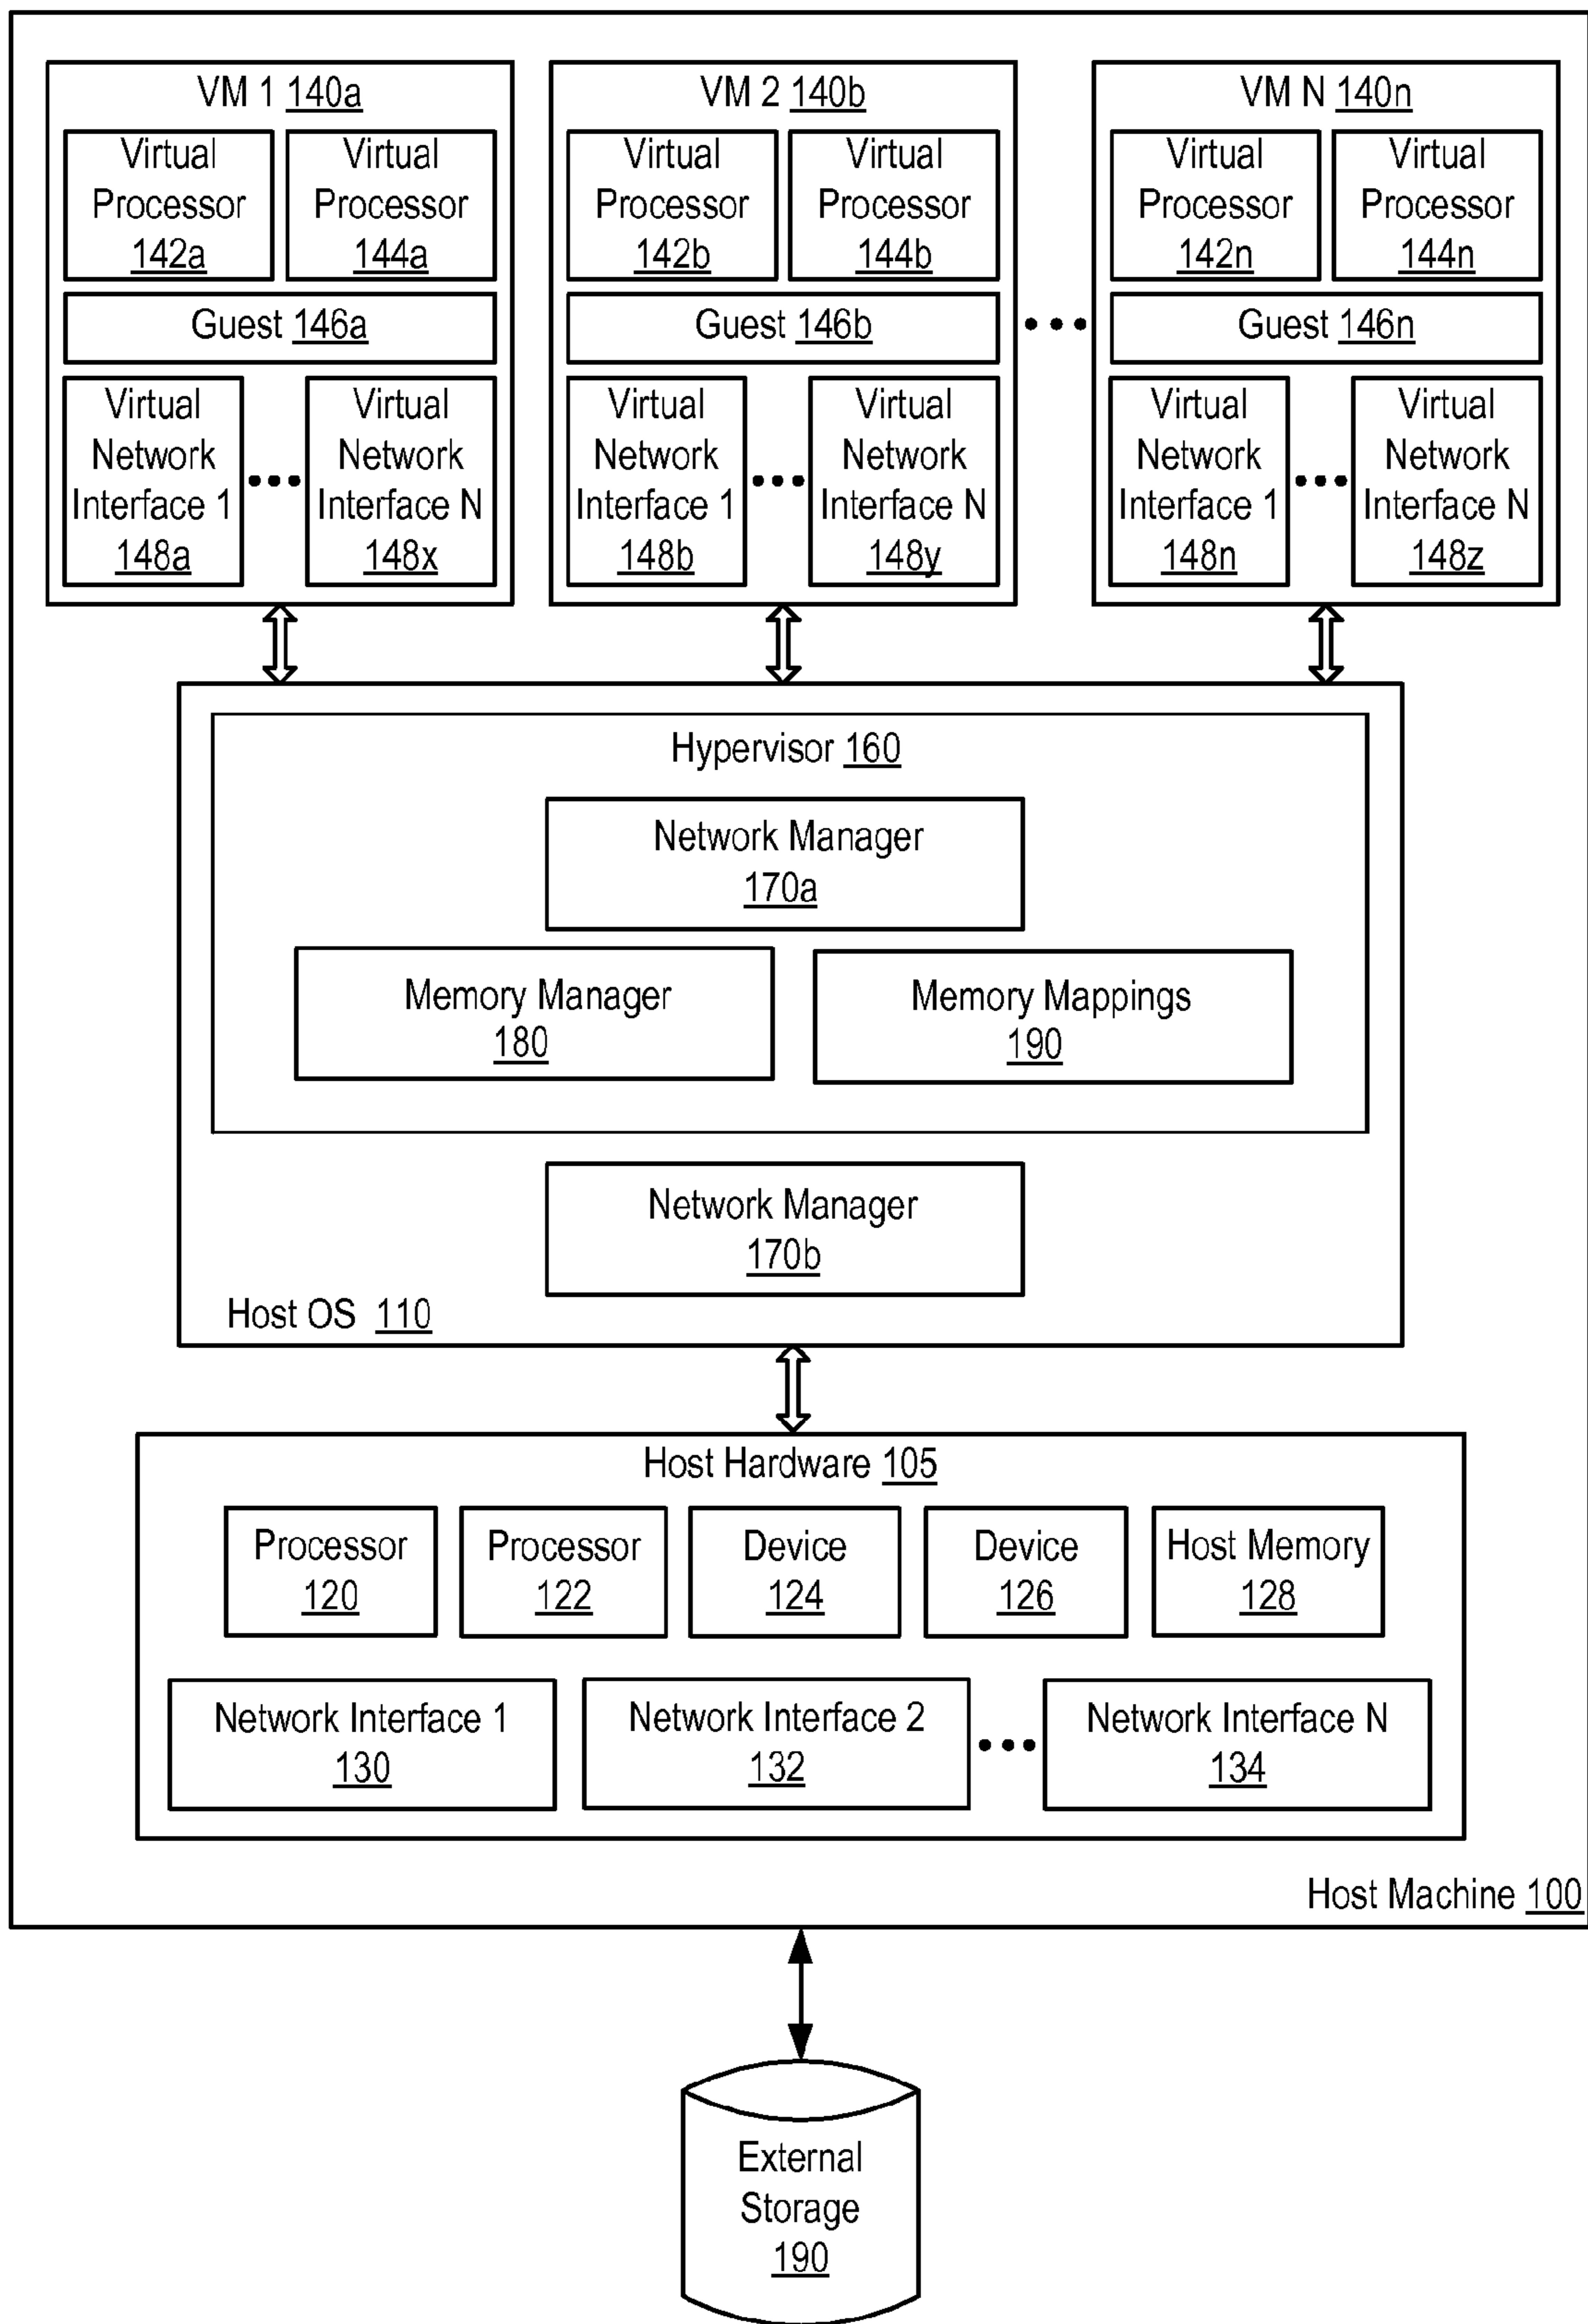 VM 1 140a
Virtual
Processor
142a
Virtual
Processor
144a
Guest 146a
Virtual
Network
Interface 1
148a
•••
Virtual
Network
Interface N
148x
VM 2 140b
Virtual
Processor
142b
Virtual
Processor
144b
Guest 146b
Virtual
Network
Interface 1
148b
•••
Virtual
Network
Interface N
148y
•••
VM N 140n
Virtual
Processor
142n
Virtual
Processor
144n
Guest 146n
Virtual
Network
Interface 1
148n
•••
Virtual
Network
Interface N
148z
Hypervisor 160
Network Manager
170a
Memory Manager
180
Memory Mappings
190
Network Manager
170b
Host OS 110
Host Hardware 105
Processor
120
Processor
122
Device
124
Device
126
Host Memory
128
Network Interface 1
130
Network Interface 2
132
•••
Network Interface N
134
Host Machine 100
External
Storage
190